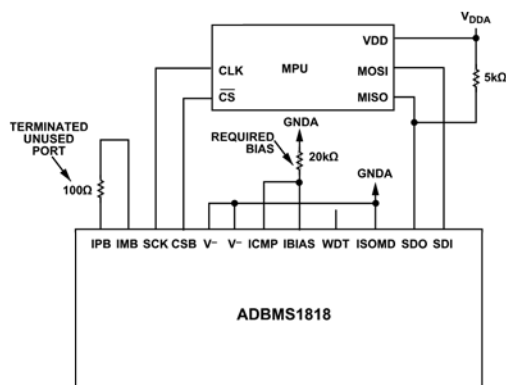 VDDA
VDD
CLK
MPU
MOSI
CS
MISO
5kΩ
TERMINATED
UNUSED
PORT
100Ω
REQUIRED
BIAS
GNDA
20kΩ
GNDA
IPB IMB SCK CSB V– V– ICMP IBIAS WDT ISOMD SDO SDI
ADBMS1818